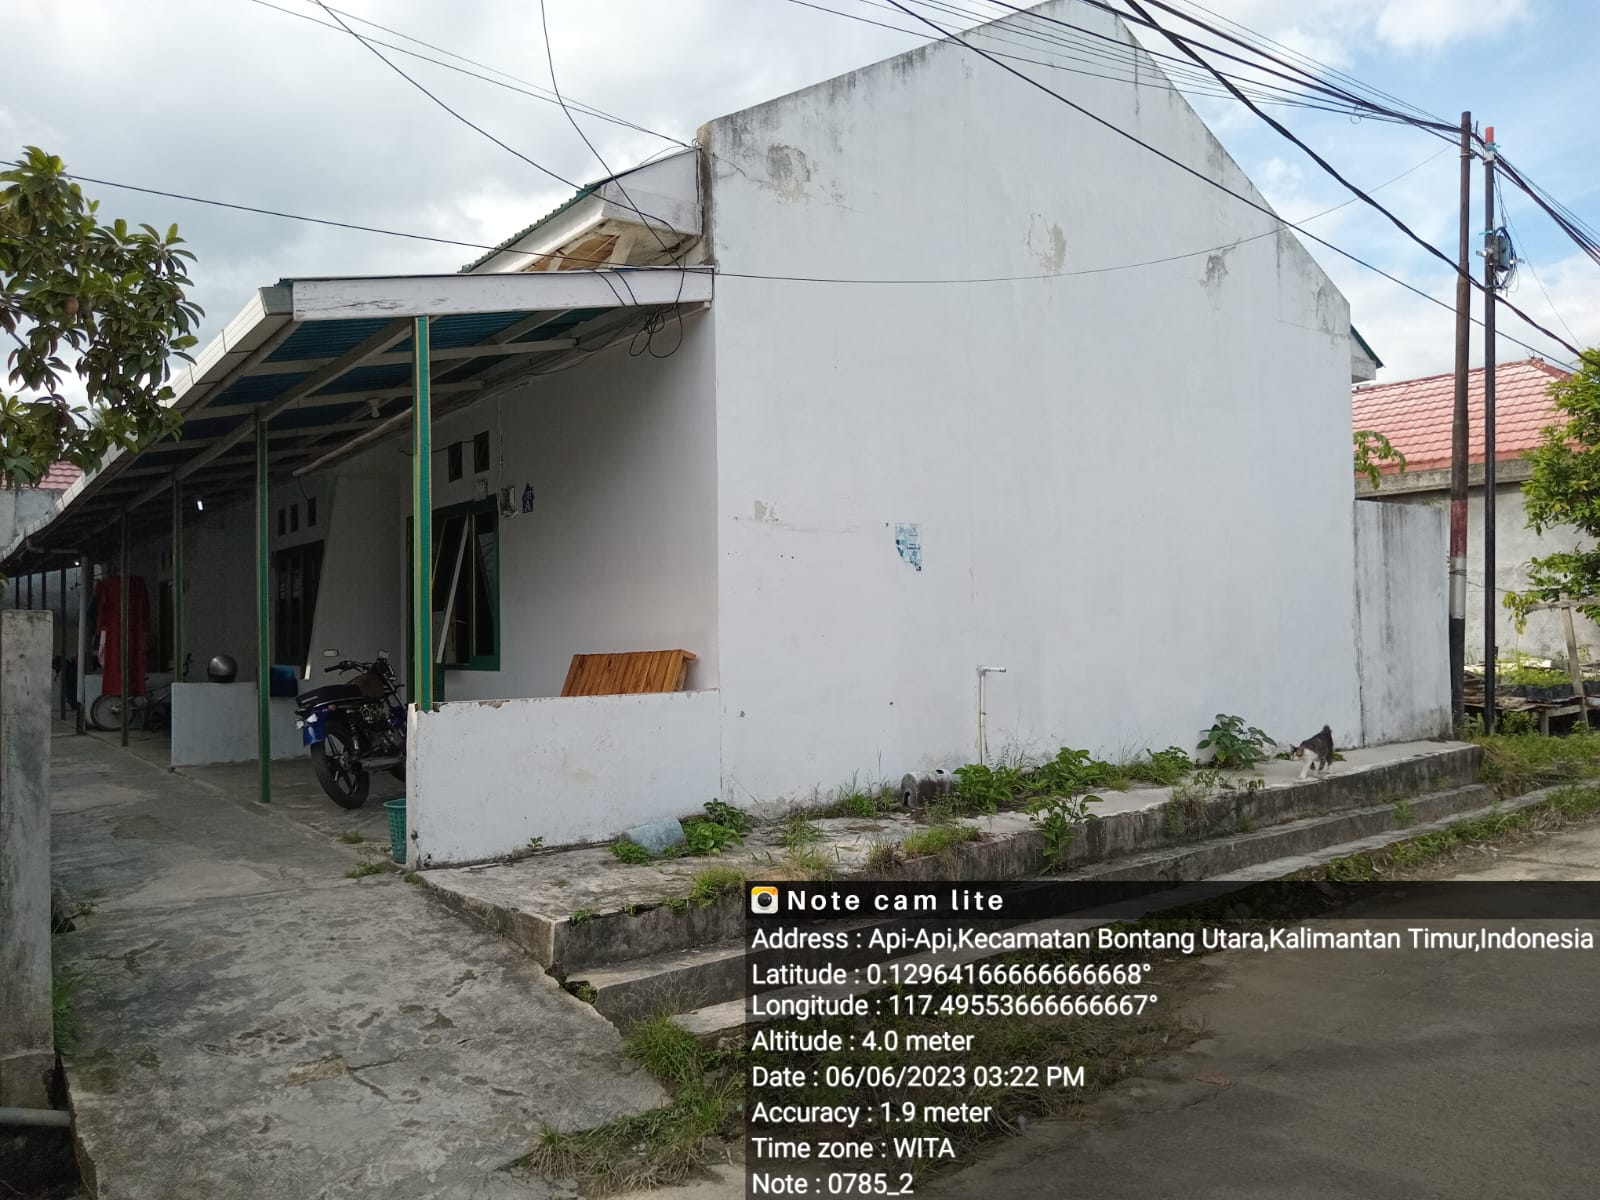 A
Note cam lite
Address : Api-Api,Kecamatan Bontang Utara,Kalimantan Timur,Indonesia
Latitude : 0.12964166666666668°
Longitude : 117.49553666666667°
Altitude : 4.0 meter
Date : 06/06/2023 03:22 PM
Accuracy : 1.9 meter
Time zone : WITA
Note : 0785_2